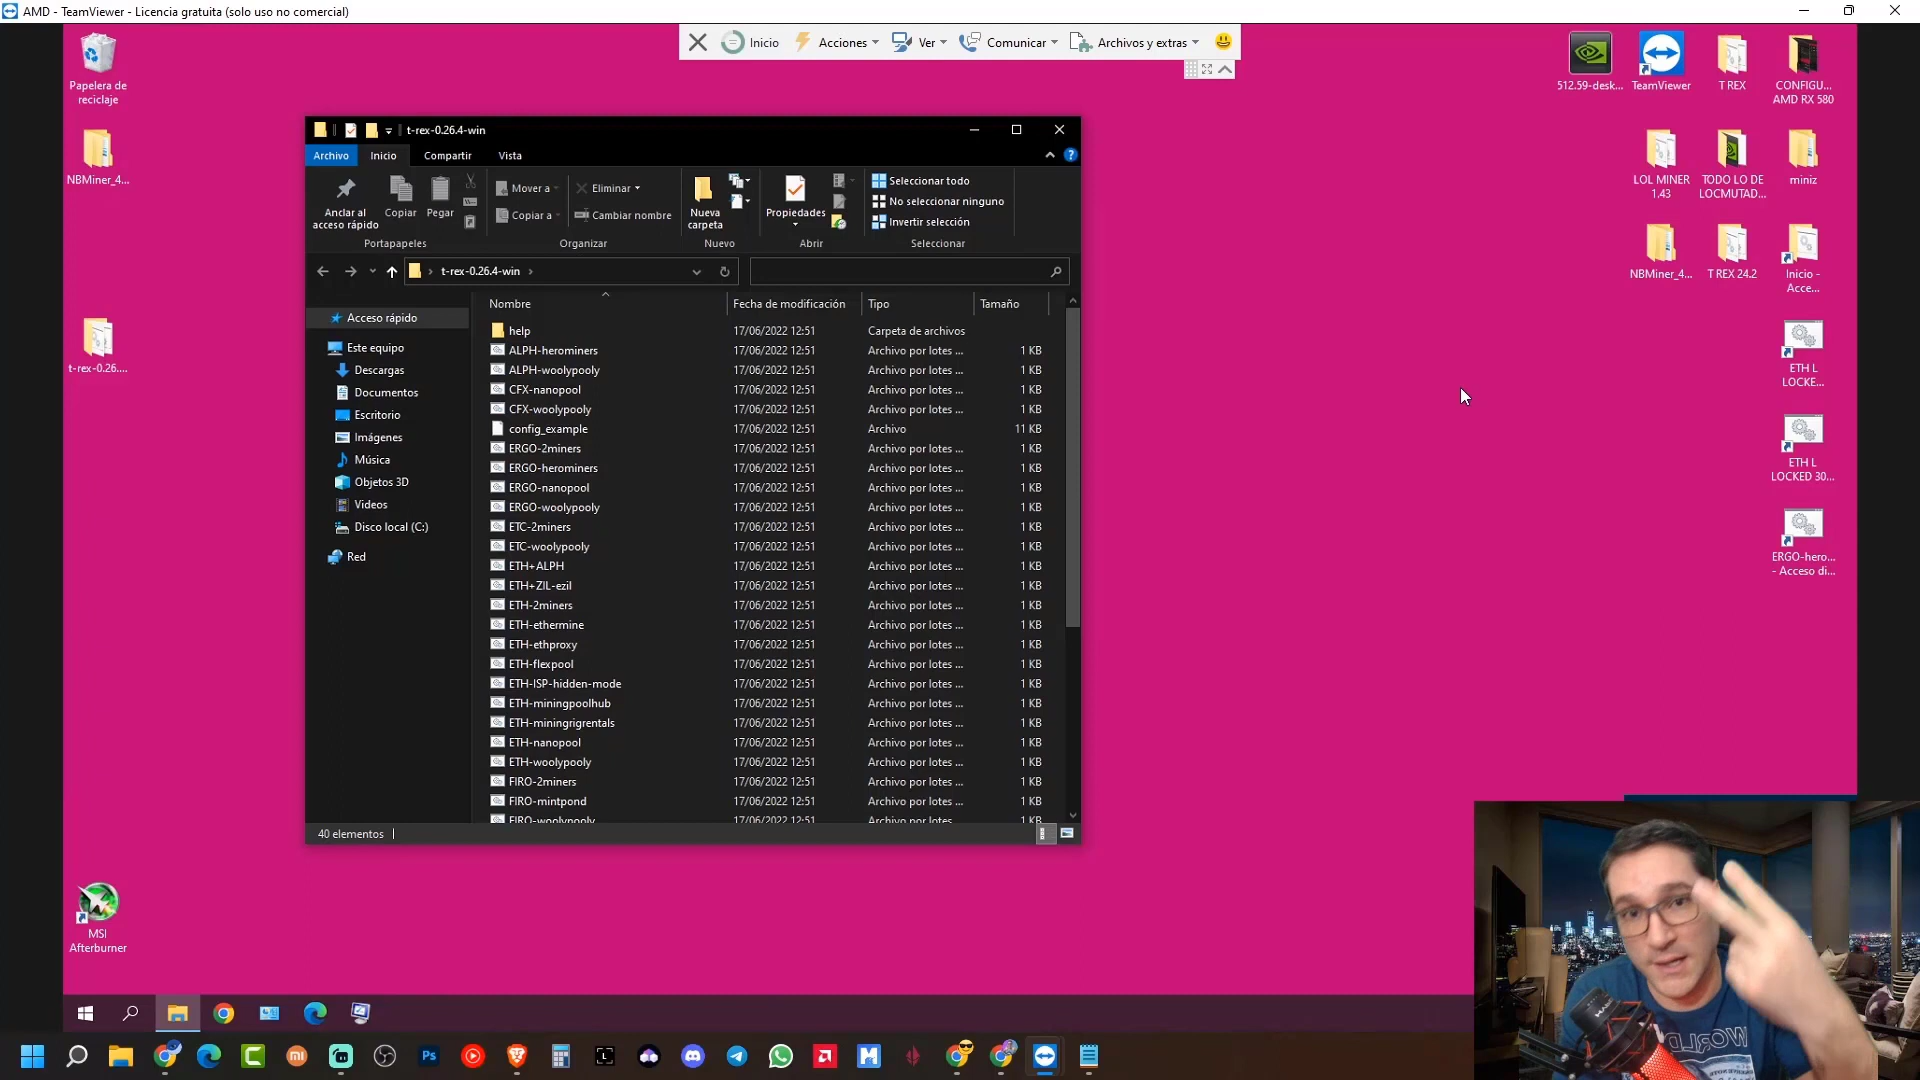 AMD - TeamViewer - Licencia gratuita (solo uso no comercial)
Inicio
Acciones
Ver
Comunicar
Archivos y extras
Papelera de
reciclaje
NBMiner_4...
t-rex-0.26....
MSI
Afterburner
512.59-desk...
TeamViewer
T REX
CONFIGU...
AMD RX 580
LOL MINER
1.43
TODO LO DE
LOCMUTAD...
miniz
NBMiner_4...
T REX 24.2
Inicio -
Acce...
ETH L
LOCKE...
ETH L
LOCKED 30...
ERGO-hero...
- Acceso di...
t-rex-0.26.4-win
Archivo
Inicio
Compartir
Vista
Anclar al
acceso rápido
Copiar
Pegar
Portapapeles
Mover a
Copiar a
Eliminar
Cambiar nombre
Organizar
Nueva
carpeta
Nuevo
Propiedades
Abrir
Seleccionar todo
No seleccionar ninguno
Invertir selección
Seleccionar
t-rex-0.26.4-win
Acceso rápido
Este equipo
Descargas
Documentos
Escritorio
Imágenes
Música
Objetos 3D
Videos
Disco local (C:)
Red
Nombre Fecha de modificación Tipo Tamaño
help 17/06/2022 12:51 Carpeta de archivos
ALPH-herominers 17/06/2022 12:51 Archivo por lotes ... 1 KB
ALPH-woolypooly 17/06/2022 12:51 Archivo por lotes ... 1 KB
CFX-nanopool 17/06/2022 12:51 Archivo por lotes ... 1 KB
CFX-woolypooly 17/06/2022 12:51 Archivo por lotes ... 1 KB
config_example 17/06/2022 12:51 Archivo 11 KB
ERGO-2miners 17/06/2022 12:51 Archivo por lotes ... 1 KB
ERGO-herominers 17/06/2022 12:51 Archivo por lotes ... 1 KB
ERGO-nanopool 17/06/2022 12:51 Archivo por lotes ... 1 KB
ERGO-woolypooly 17/06/2022 12:51 Archivo por lotes ... 1 KB
ETC-2miners 17/06/2022 12:51 Archivo por lotes ... 1 KB
ETC-woolypooly 17/06/2022 12:51 Archivo por lotes ... 1 KB
ETH+ALPH 17/06/2022 12:51 Archivo por lotes ... 1 KB
ETH+ZIL-ezil 17/06/2022 12:51 Archivo por lotes ... 1 KB
ETH-2miners 17/06/2022 12:51 Archivo por lotes ... 1 KB
ETH-ethermine 17/06/2022 12:51 Archivo por lotes ... 1 KB
ETH-ethproxy 17/06/2022 12:51 Archivo por lotes ... 1 KB
ETH-flexpool 17/06/2022 12:51 Archivo por lotes ... 1 KB
ETH-ISP-hidden-mode 17/06/2022 12:51 Archivo por lotes ... 1 KB
ETH-miningpoolhub 17/06/2022 12:51 Archivo por lotes ... 1 KB
ETH-miningrigrentals 17/06/2022 12:51 Archivo por lotes ... 1 KB
ETH-nanopool 17/06/2022 12:51 Archivo por lotes ... 1 KB
ETH-woolypooly 17/06/2022 12:51 Archivo por lotes ... 1 KB
FIRO-2miners 17/06/2022 12:51 Archivo por lotes ... 1 KB
FIRO-mintpond 17/06/2022 12:51 Archivo por lotes ... 1 KB
FIRO-woolypooly 17/06/2022 12:51 Archivo por lotes ... 1 KB
40 elementos
WORLD
Ps